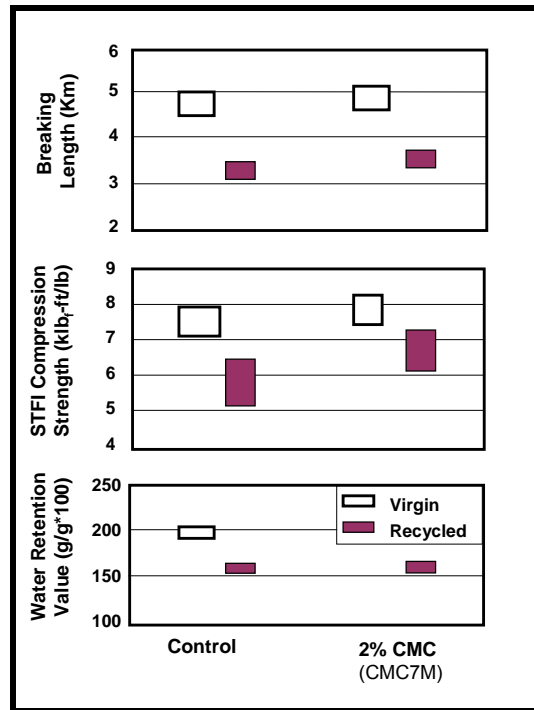 Breaking
Length (Km)
6
5
4
3
2
STFI Compression
Strength (klbf-ft/lb)
9
8
7
6
5
4
Water Retention
Value (g/g*100)
250
200
150
100
Virgin
Recycled
Control
2% CMC
(CMC7M)